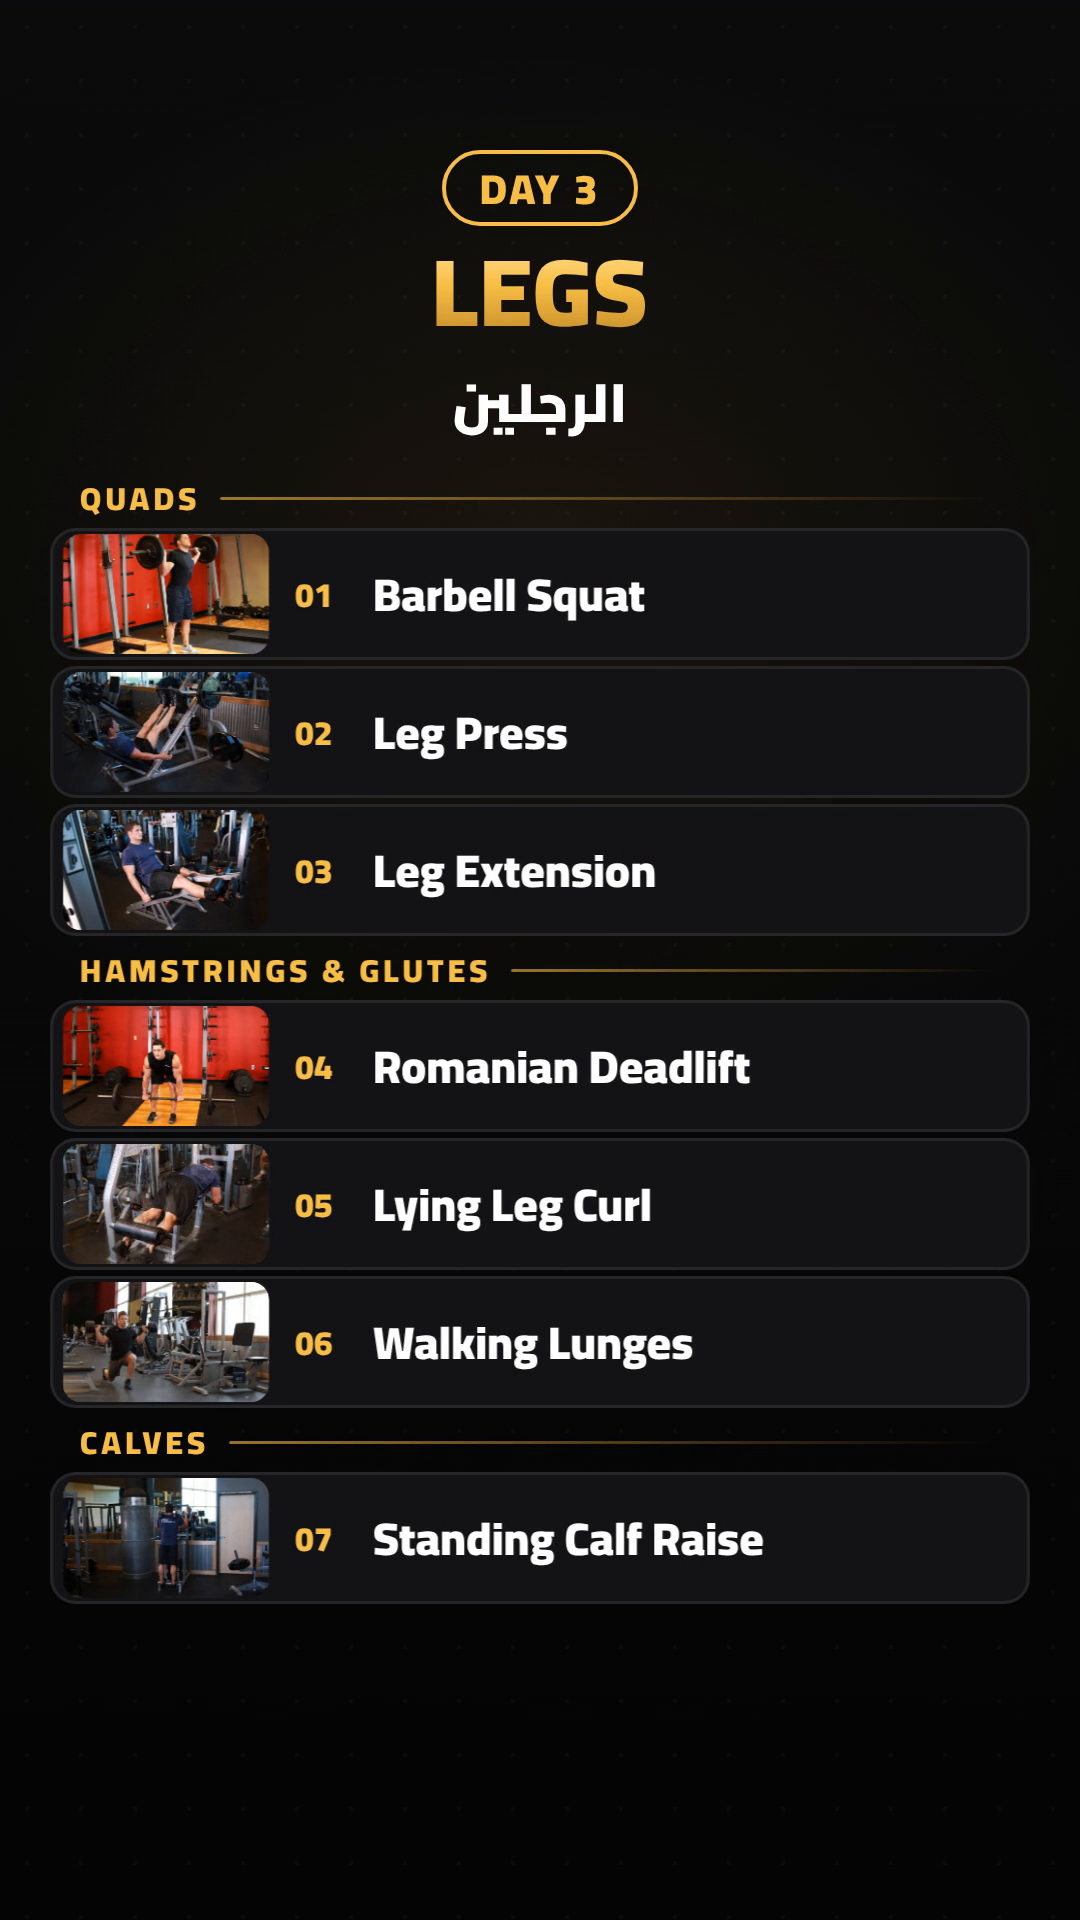 DAY 3
LEGS
الرجلين
QUADS
01 Barbell Squat
02 Leg Press
03 Leg Extension
HAMSTRINGS & GLUTES
04 Romanian Deadlift
05 Lying Leg Curl
06 Walking Lunges
CALVES
07 Standing Calf Raise